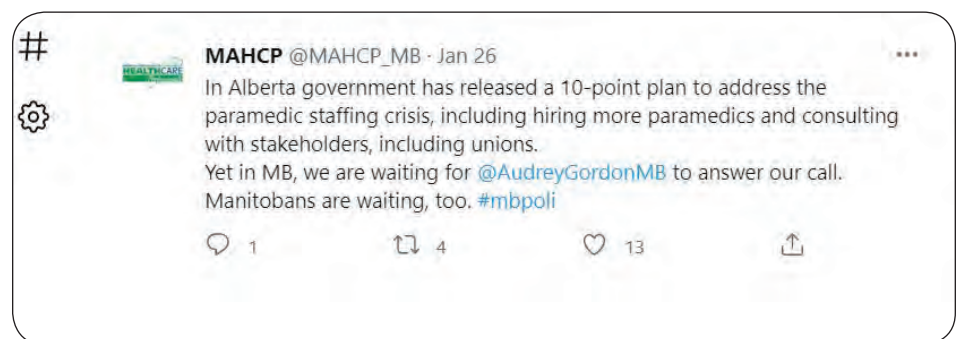 #
MAHCP @MAHCP_MB · Jan 26 ...
HEALTHCARE
In Alberta government has released a 10-point plan to address the
paramedic staffing crisis, including hiring more paramedics and consulting
with stakeholders, including unions.
Yet in MB, we are waiting for @AudreyGordonMB to answer our call.
Manitobans are waiting, too. #mbpoli
1 4 13